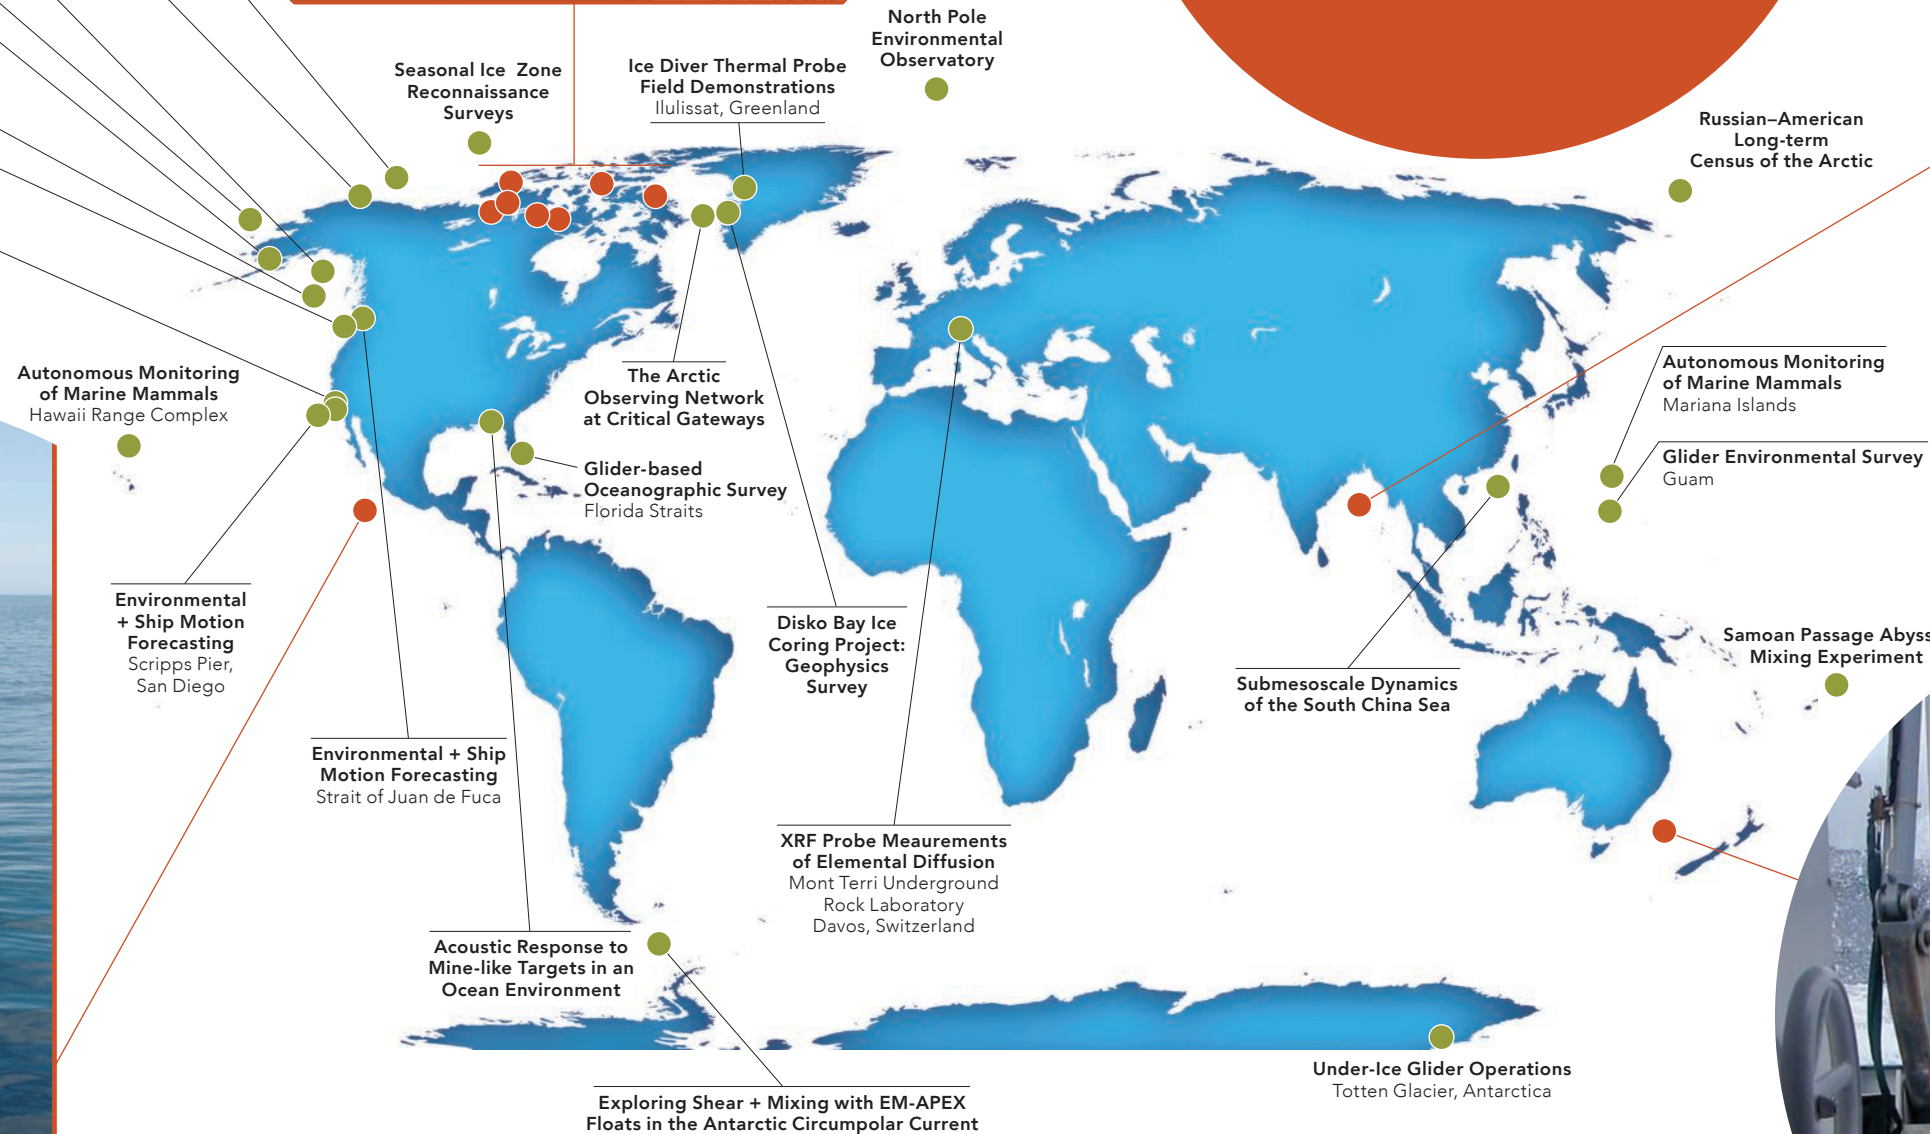 North Pole
Environmental
Observatory
Seasonal Ice Zone
Reconnaissance
Surveys
Ice Diver Thermal Probe
Field Demonstrations
Ilulissat, Greenland
Russian–American
Long-term
Census of the Arctic
Autonomous Monitoring
of Marine Mammals
Hawaii Range Complex
The Arctic
Observing Network
at Critical Gateways
Autonomous Monitoring
of Marine Mammals
Mariana Islands
Glider Environmental Survey
Guam
Glider-based
Oceanographic Survey
Florida Straits
Environmental
+ Ship Motion
Forecasting
Scripps Pier,
San Diego
Disko Bay Ice
Coring Project:
Geophysics
Survey
Submesoscale Dynamics
of the South China Sea
Samoan Passage Abyss
Mixing Experiment
Environmental + Ship
Motion Forecasting
Strait of Juan de Fuca
XRF Probe Meaurements
of Elemental Diffusion
Mont Terri Underground
Rock Laboratory
Davos, Switzerland
Acoustic Response to
Mine-like Targets in an
Ocean Environment
Under-Ice Glider Operations
Totten Glacier, Antarctica
Exploring Shear + Mixing with EM-APEX
Floats in the Antarctic Circumpolar Current